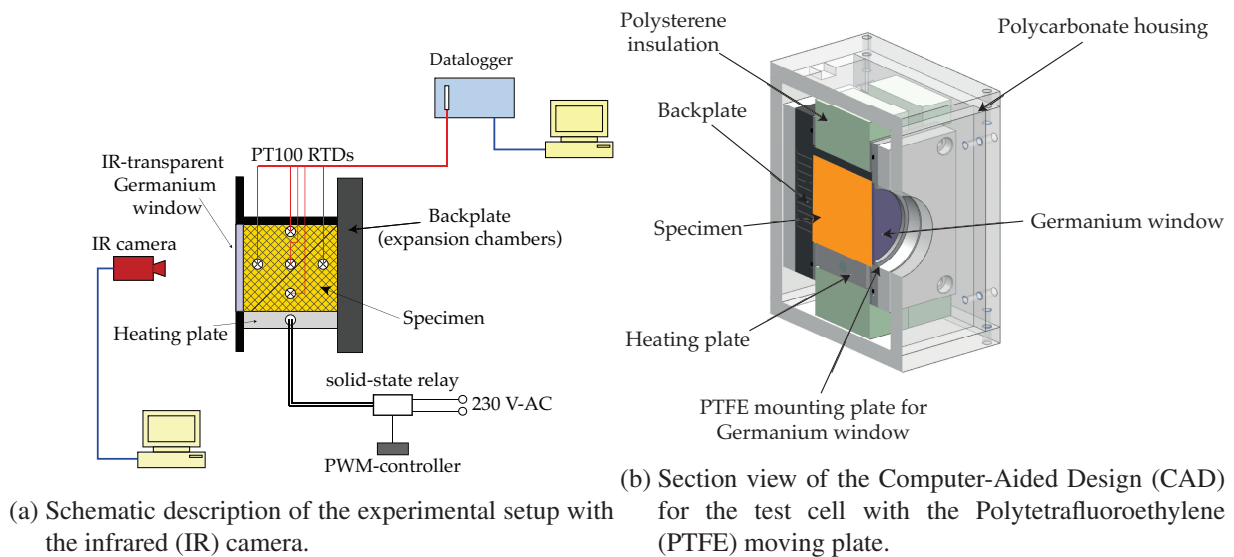 Datalogger
PT100 RTDs
IR-transparent
Germanium
window
IR camera
Backplate
(expansion chambers)
Heating plate
Specimen
solid-state relay
230 V-AC
PWM-controller
(a) Schematic description of the experimental setup with
the infrared (IR) camera.
Polysterene
insulation
Polycarbonate housing
Backplate
Specimen
Germanium window
Heating plate
PTFE mounting plate for
Germanium window
(b) Section view of the Computer-Aided Design (CAD)
for the test cell with the Polytetrafluoroethylene
(PTFE) moving plate.